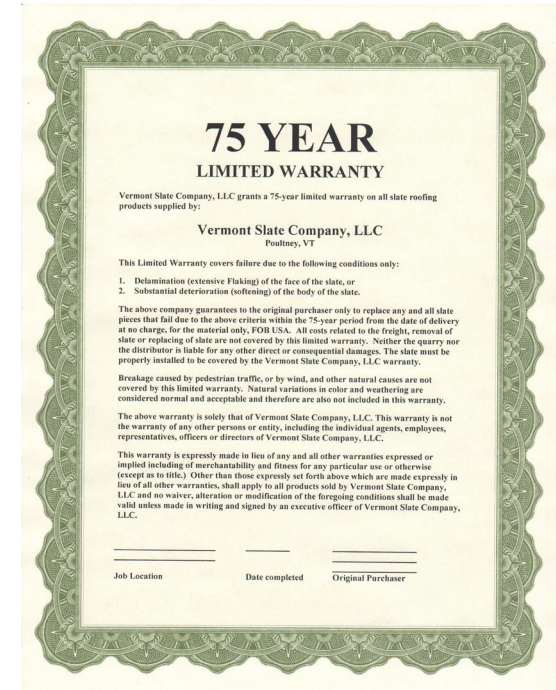 75 YEAR
LIMITED WARRANTY
Vermont Slate Company, LLC grants a 75-year limited warranty on all slate roofing
products supplied by:
Vermont Slate Company, LLC
Poultney, VT
This Limited Warranty covers failure due to the following conditions only:
1. Delamination (extensive Flaking) of the face of the slate, or
2. Substantial deterioration (softening) of the body of the slate.
The above company guarantees to the original purchaser only to replace any and all slate
pieces that fail due to the above criteria within the 75-year period from the date of delivery
at no charge, for the material only, FOB USA. All costs related to the freight, removal of
slate or replacing of slate are not covered by this limited warranty. Neither the quarry nor
the distributor is liable for any other direct or consequential damages. The slate must be
properly installed to be covered by the Vermont Slate Company, LLC warranty.
Breakage caused by pedestrian traffic, or by wind, and other natural causes are not
covered by this limited warranty. Natural variations in color and weathering are
considered normal and acceptable and therefore are also not included in this warranty.
The above warranty is solely that of Vermont Slate Company, LLC. This warranty is not
the warranty of any other persons or entity, including the individual agents, employees,
representatives, officers or directors of Vermont Slate Company, LLC.
This warranty is expressly made in lieu of any and all other warranties expressed or
implied including of merchantability and fitness for any particular use or otherwise
(except as to title.) Other than those expressly set forth above which are made expressly in
lieu of all other warranties, shall apply to all products sold by Vermont Slate Company,
LLC and no waiver, alteration or modification of the foregoing conditions shall be made
valid unless made in writing and signed by an executive officer of Vermont Slate Company,
LLC.
Job Location Date completed Original Purchaser